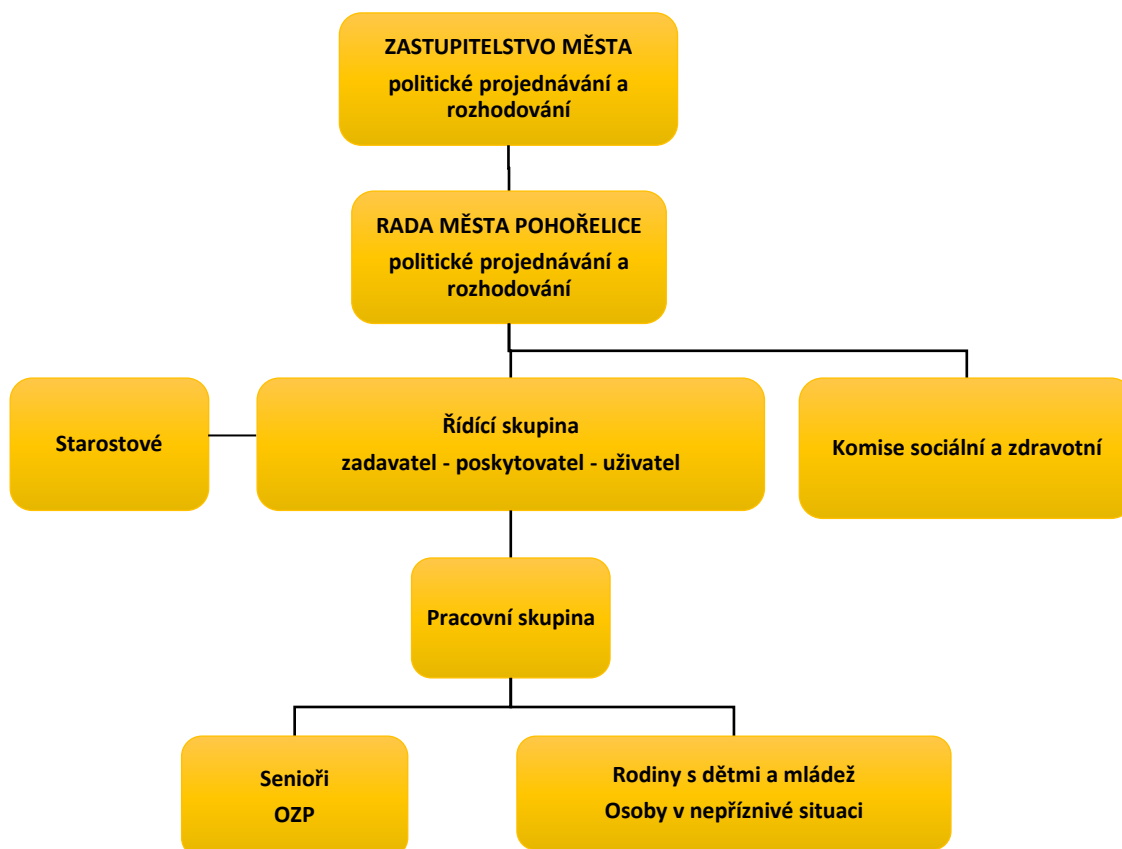 ZASTUPITELSTVO MĚSTA
politické projednávání a
rozhodování
RADA MĚSTA POHOŘELICE
politické projednávání a
rozhodování
Starostové
Řídící skupina
zadavatel - poskytovatel - uživatel
Komise sociální a zdravotní
Pracovní skupina
Senioři
OZP
Rodiny s dětmi a mládež
Osoby v nepříznivé situaci